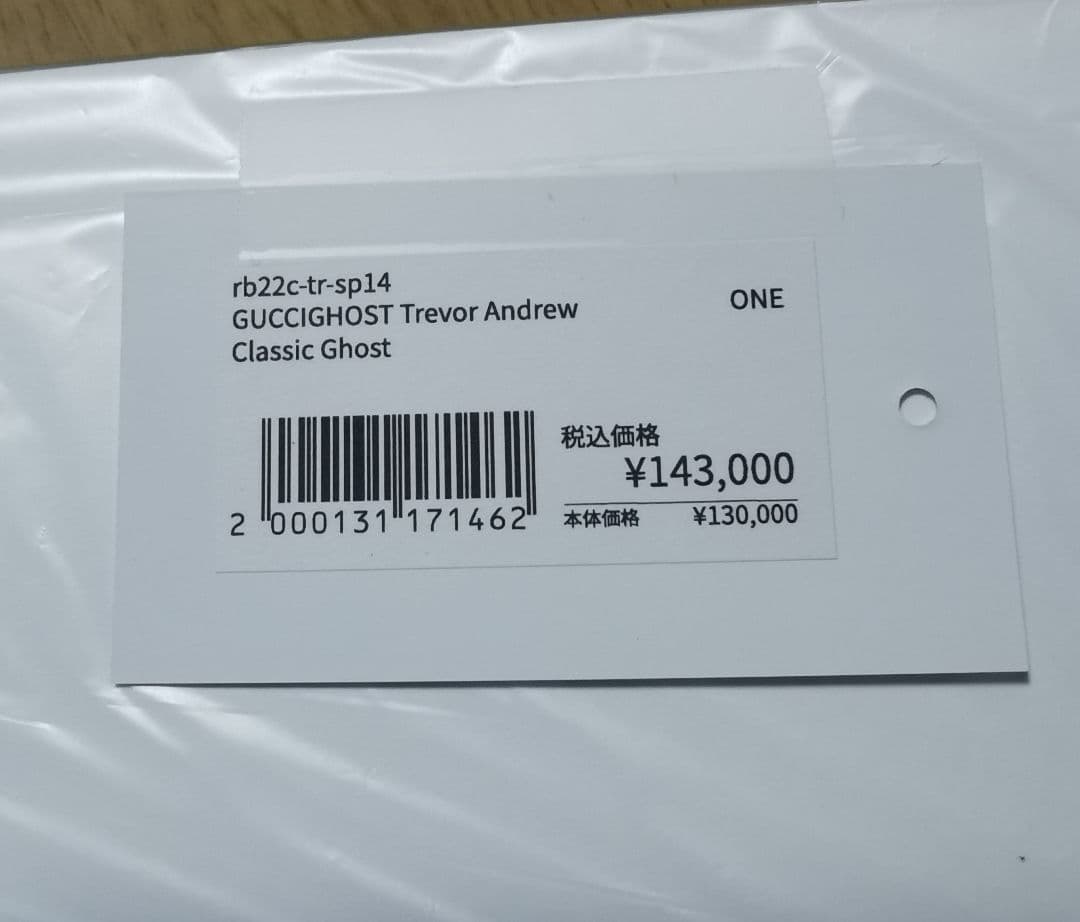 rb22c-tr-sp14
GUCCIGHOST Trevor Andrew
Classic Ghost
ONE
税込価格
¥143,000
本体価格 ¥130,000
2 000131 171462